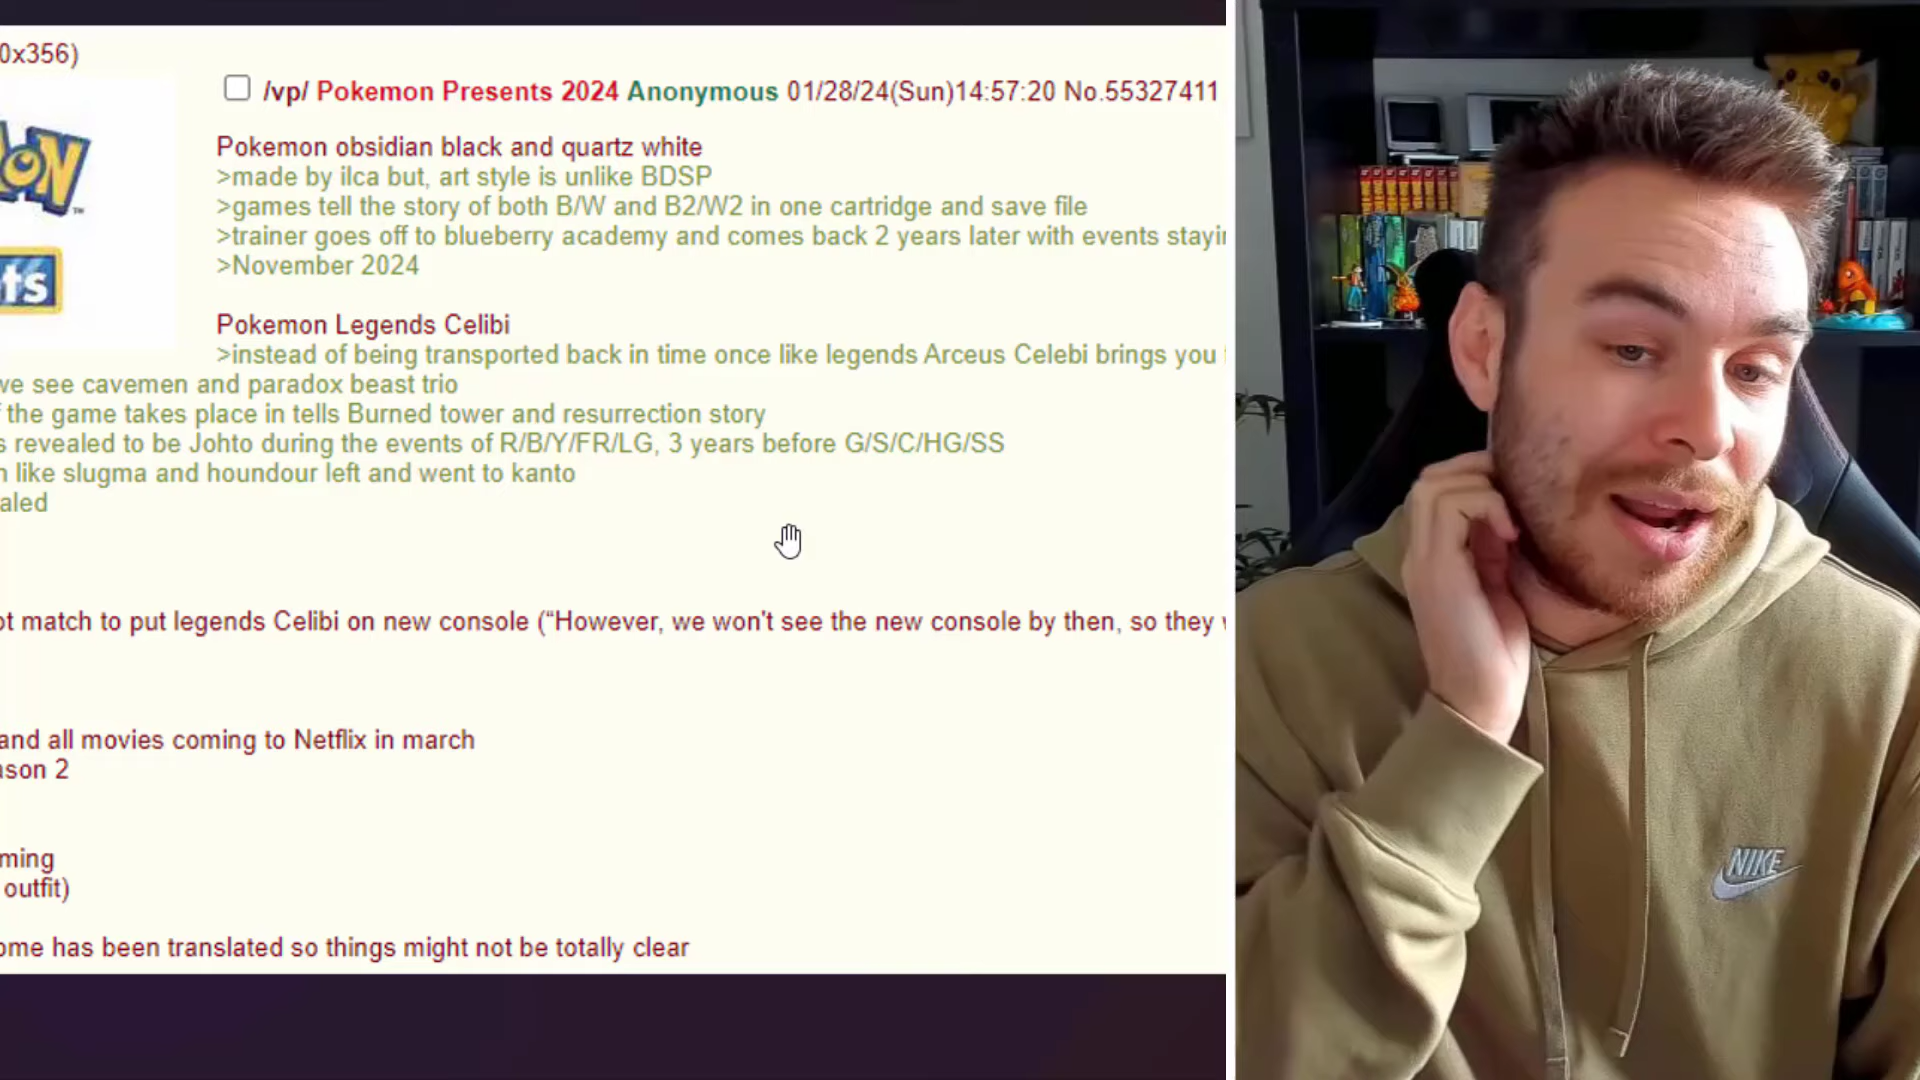 0x356)
/vp/ Pokemon Presents 2024 Anonymous 01/28/24(Sun)14:57:20 No.55327411
Pokemon obsidian black and quartz white
>made by ilca but, art style is unlike BDSP
>games tell the story of both B/W and B2/W2 in one cartridge and save file
>trainer goes off to blueberry academy and comes back 2 years later with events
>November 2024
Pokemon Legends Celibi
>instead of being transported back in time once like legends Arceus Celebi brings you
we see cavemen and paradox beast trio
the game takes place in tells Burned tower and resurrection story
s revealed to be Johto during the events of R/B/Y/FR/LG, 3 years before G/S/C/HG/SS
like slugma and houndour left and went to kanto
aled
ot match to put legends Celibi on new console (“However, we won't see the new console by then, so they
and all movies coming to Netflix in march
ason 2
ming
outfit)
ome has been translated so things might not be totally clear
ON
TM
ts
NIKE